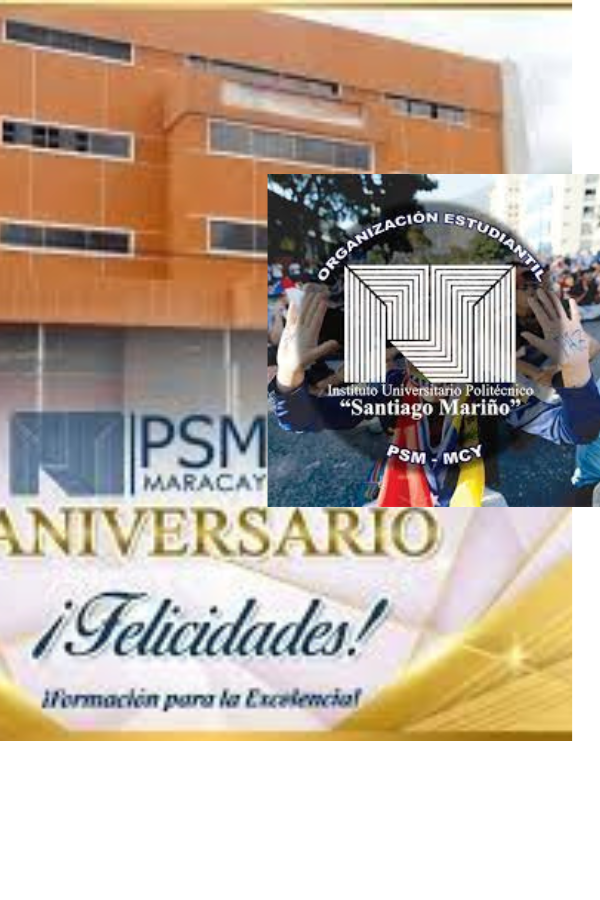 ORGANIZACIÓN ESTUDIANTIL
Instituto Universitario Politécnico
“Santiago Mariño”
PSM - MCY
PSM
MARACAY
ANIVERSARIO
¡Felicidades!
¡Formación para la Excelencia!